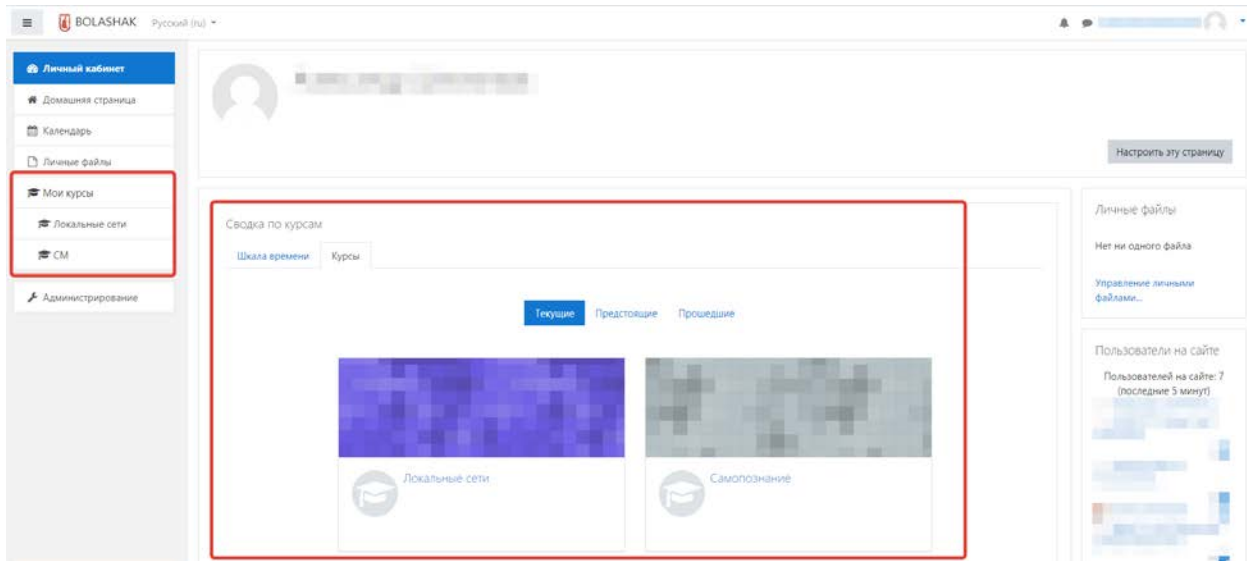 BOLASHAK Русский (ru)
Личный кабинет
Домашняя страница
Календарь
Личные файлы
Мои курсы
Локальные сети
СМ
Администрирование
Настроить эту страницу
Сводка по курсам
Шкала времени Курсы
Текущие Предстоящие Прошедшие
Локальные сети
Самопознание
Личные файлы
Нет ни одного файла
Управление личными
файлами...
Пользователи на сайте
Пользователей на сайте: 7
(последние 5 минут)